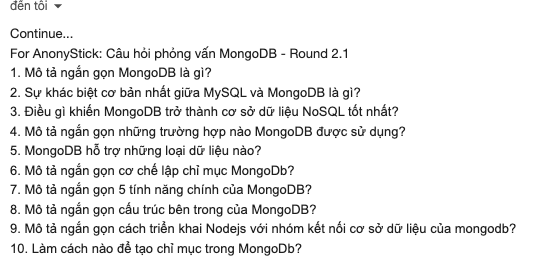 đến tôi
Continue...
For AnonyStick: Câu hỏi phỏng vấn MongoDB - Round 2.1
1. Mô tả ngắn gọn MongoDB là gì?
2. Sự khác biệt cơ bản nhất giữa MySQL và MongoDB là gì?
3. Điều gì khiến MongoDB trở thành cơ sở dữ liệu NoSQL tốt nhất?
4. Mô tả ngắn gọn những trường hợp nào MongoDB được sử dụng?
5. MongoDB hỗ trợ những loại dữ liệu nào?
6. Mô tả ngắn gọn cơ chế lập chỉ mục MongoDb?
7. Mô tả ngắn gọn 5 tính năng chính của MongoDB?
8. Mô tả ngắn gọn cấu trúc bên trong của MongoDB?
9. Mô tả ngắn gọn cách triển khai Nodejs với nhóm kết nối cơ sở dữ liệu của mongodb?
10. Làm cách nào để tạo chỉ mục trong MongoDb?